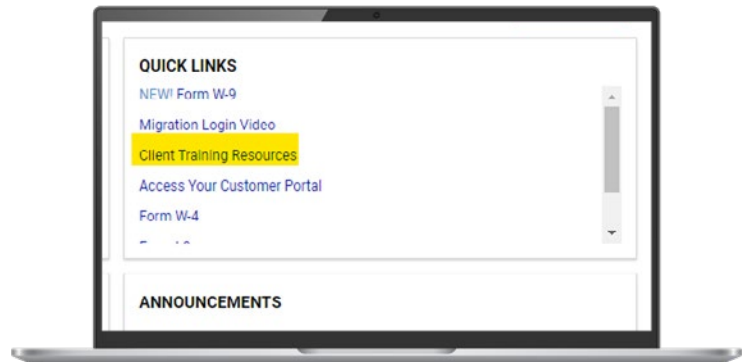 QUICK LINKS
NEW! Form W-9
Migration Login Video
Client Training Resources
Access Your Customer Portal
Form W-4
ANNOUNCEMENTS